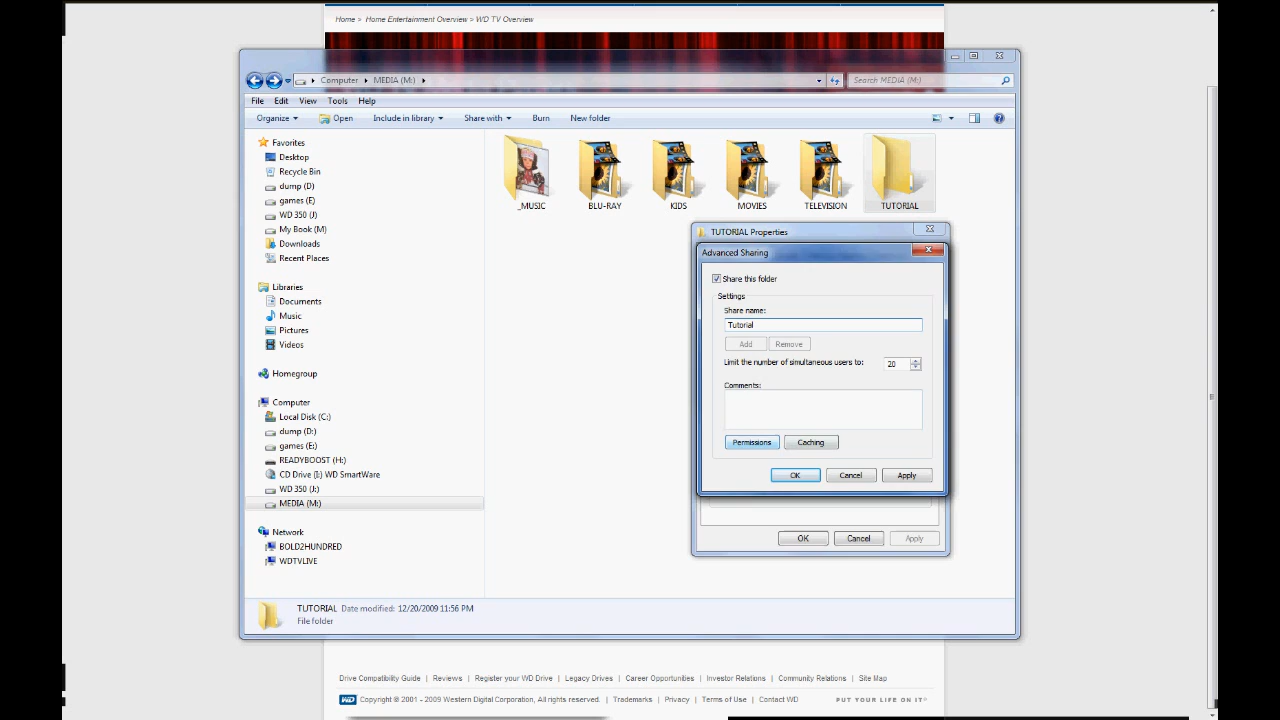 Home » Home Entertainment Overview > WD TV Overview
Computer MEDIA (M:)
Search MEDIA (M:)
File Edit View Tools Help
Organize Open Include in library Share with Burn New folder
Favorites
Desktop
Recycle Bin
dump (D)
games (E)
WD 350 (J)
My Book (M)
Downloads
Recent Places
Libraries
Documents
Music
Pictures
Videos
Homegroup
Computer
Local Disk (C:)
dump (D:)
games (E:)
READYBOOST (H:)
CD Drive (I:) WD SmartWare
WD 350 (J:)
MEDIA (M:)
Network
BOLD2HUNDRED
WDTVLIVE
_MUSIC BLU-RAY KIDS MOVIES TELEVISION TUTORIAL
TUTORIAL Properties
Advanced Sharing
Share this folder
Settings
Share name:
Tutorial
Add Remove
Limit the number of simultaneous users to: 20
Comments:
Permissions Caching
OK Cancel Apply
OK Cancel Apply
TUTORIAL Date modified: 12/20/2009 11:56 PM
File folder
Drive Compatibility Guide | Reviews | Register your WD Drive | Legacy Drives | Career Opportunities | Investor Relations | Community Relations | Site Map
WD Copyright © 2001 - 2009 Western Digital Corporation, All rights reserved. | Trademarks | Privacy | Terms of Use | Contact WD
PUT YOUR LIFE ON IT®